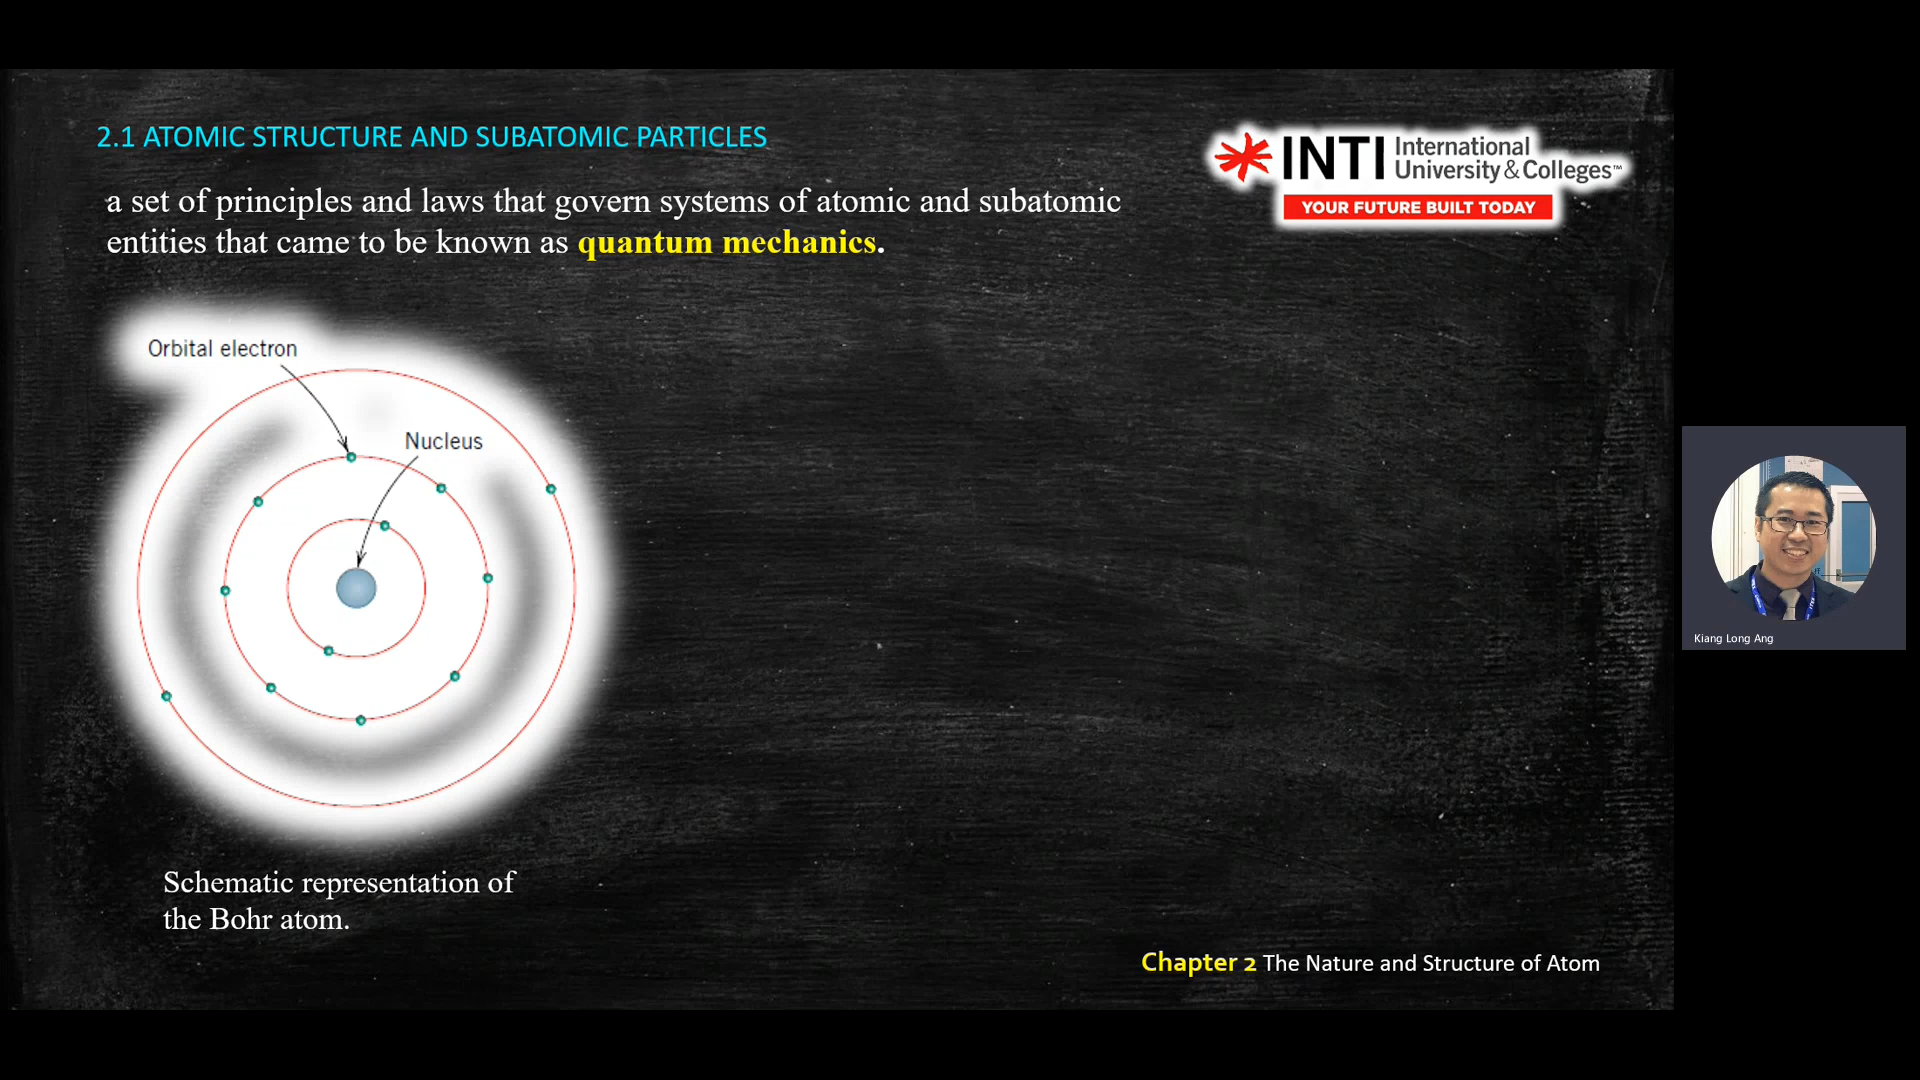 2.1 ATOMIC STRUCTURE AND SUBATOMIC PARTICLES
INTI International
University & Colleges™
YOUR FUTURE BUILT TODAY
a set of principles and laws that govern systems of atomic and subatomic
entities that came to be known as quantum mechanics.
Orbital electron
Nucleus
Schematic representation of
the Bohr atom.
Kiang Long Ang
Chapter 2 The Nature and Structure of Atom